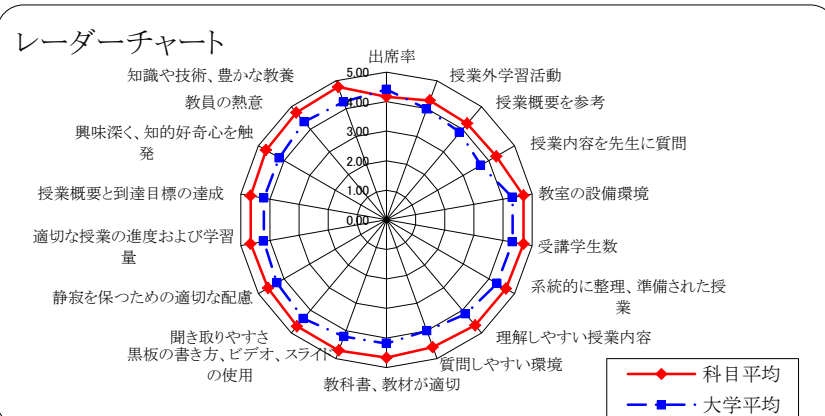 レーダーチャート
出席率
授業外学習活動
授業概要を参考
授業内容を先生に質問
教室の設備環境
受講学生数
系統的に整理、準備された授
業
理解しやすい授業内容
質問しやすい環境
教科書、教材が適切
黒板の書き方、ビデオ、スライド
の使用
聞き取りやすさ
静寂を保つための適切な配慮
適切な授業の進度および学習
量
授業概要と到達目標の達成
興味深く、知的好奇心を触
発
教員の熱意
知識や技術、豊かな教養
5.00
4.00
3.00
2.00
1.00
0.00
科目平均
大学平均